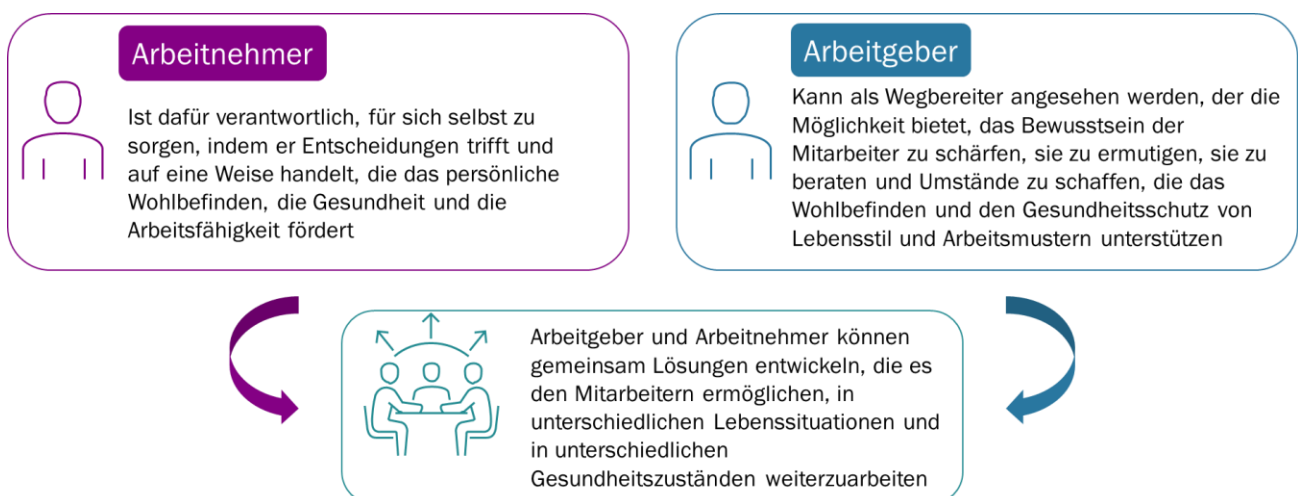 Arbeitnehmer
Ist dafür verantwortlich, für sich selbst zu
sorgen, indem er Entscheidungen trifft und
auf eine Weise handelt, die das persönliche
Wohlbefinden, die Gesundheit und die
Arbeitsfähigkeit fördert
Arbeitgeber
Kann als Wegbereiter angesehen werden, der die
Möglichkeit bietet, das Bewusstsein der
Mitarbeiter zu schärfen, sie zu ermutigen, sie zu
beraten und Umstände zu schaffen, die das
Wohlbefinden und den Gesundheitsschutz von
Lebensstil und Arbeitsmustern unterstützen
Arbeitgeber und Arbeitnehmer können
gemeinsam Lösungen entwickeln, die es
den Mitarbeitern ermöglichen, in
unterschiedlichen Lebenssituationen und
in unterschiedlichen
Gesundheitszuständen weiterzuarbeiten